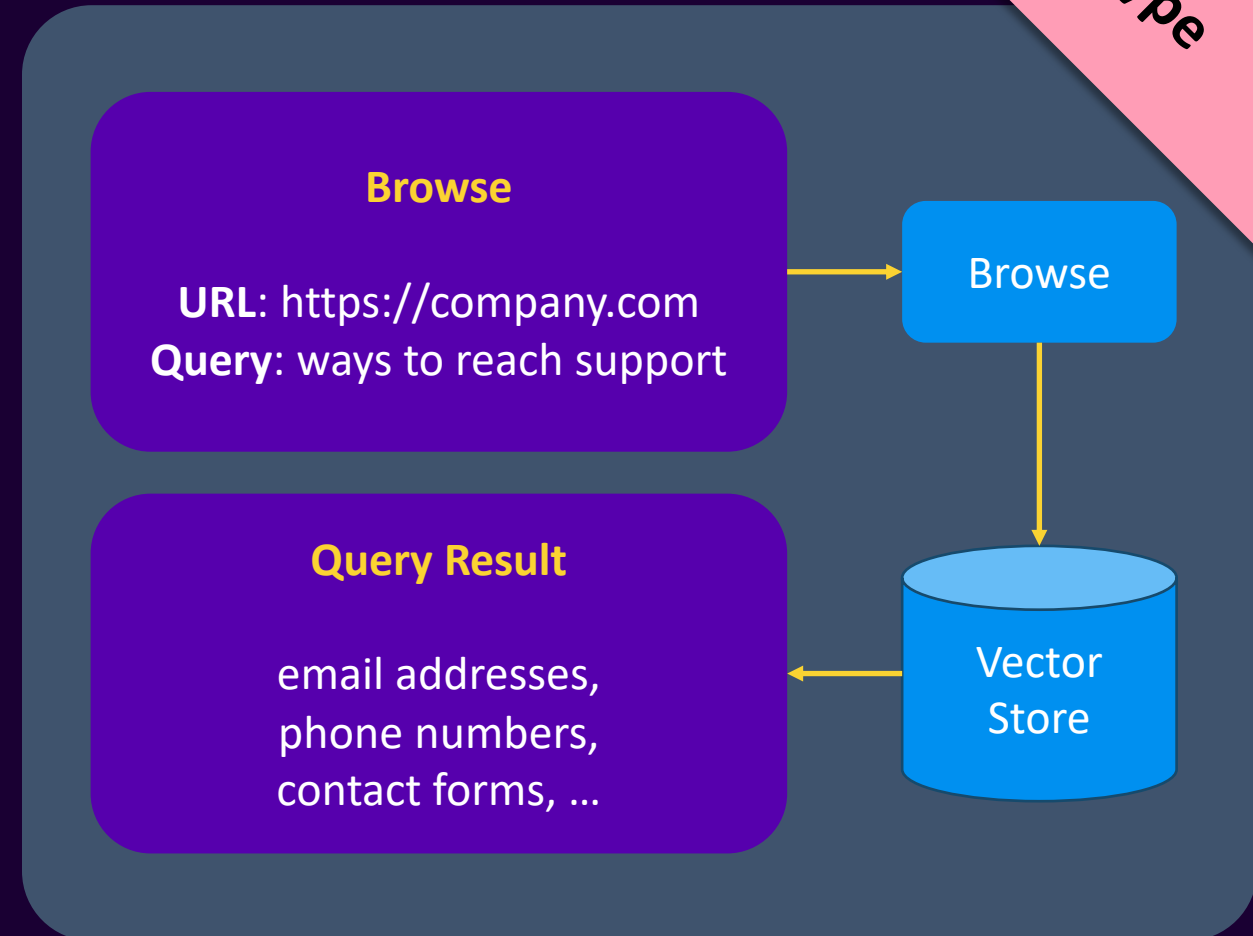 Browse
URL: https://company.com
Query: ways to reach support
Browse
Query Result
email addresses,
phone numbers,
contact forms, …
Vector
Store